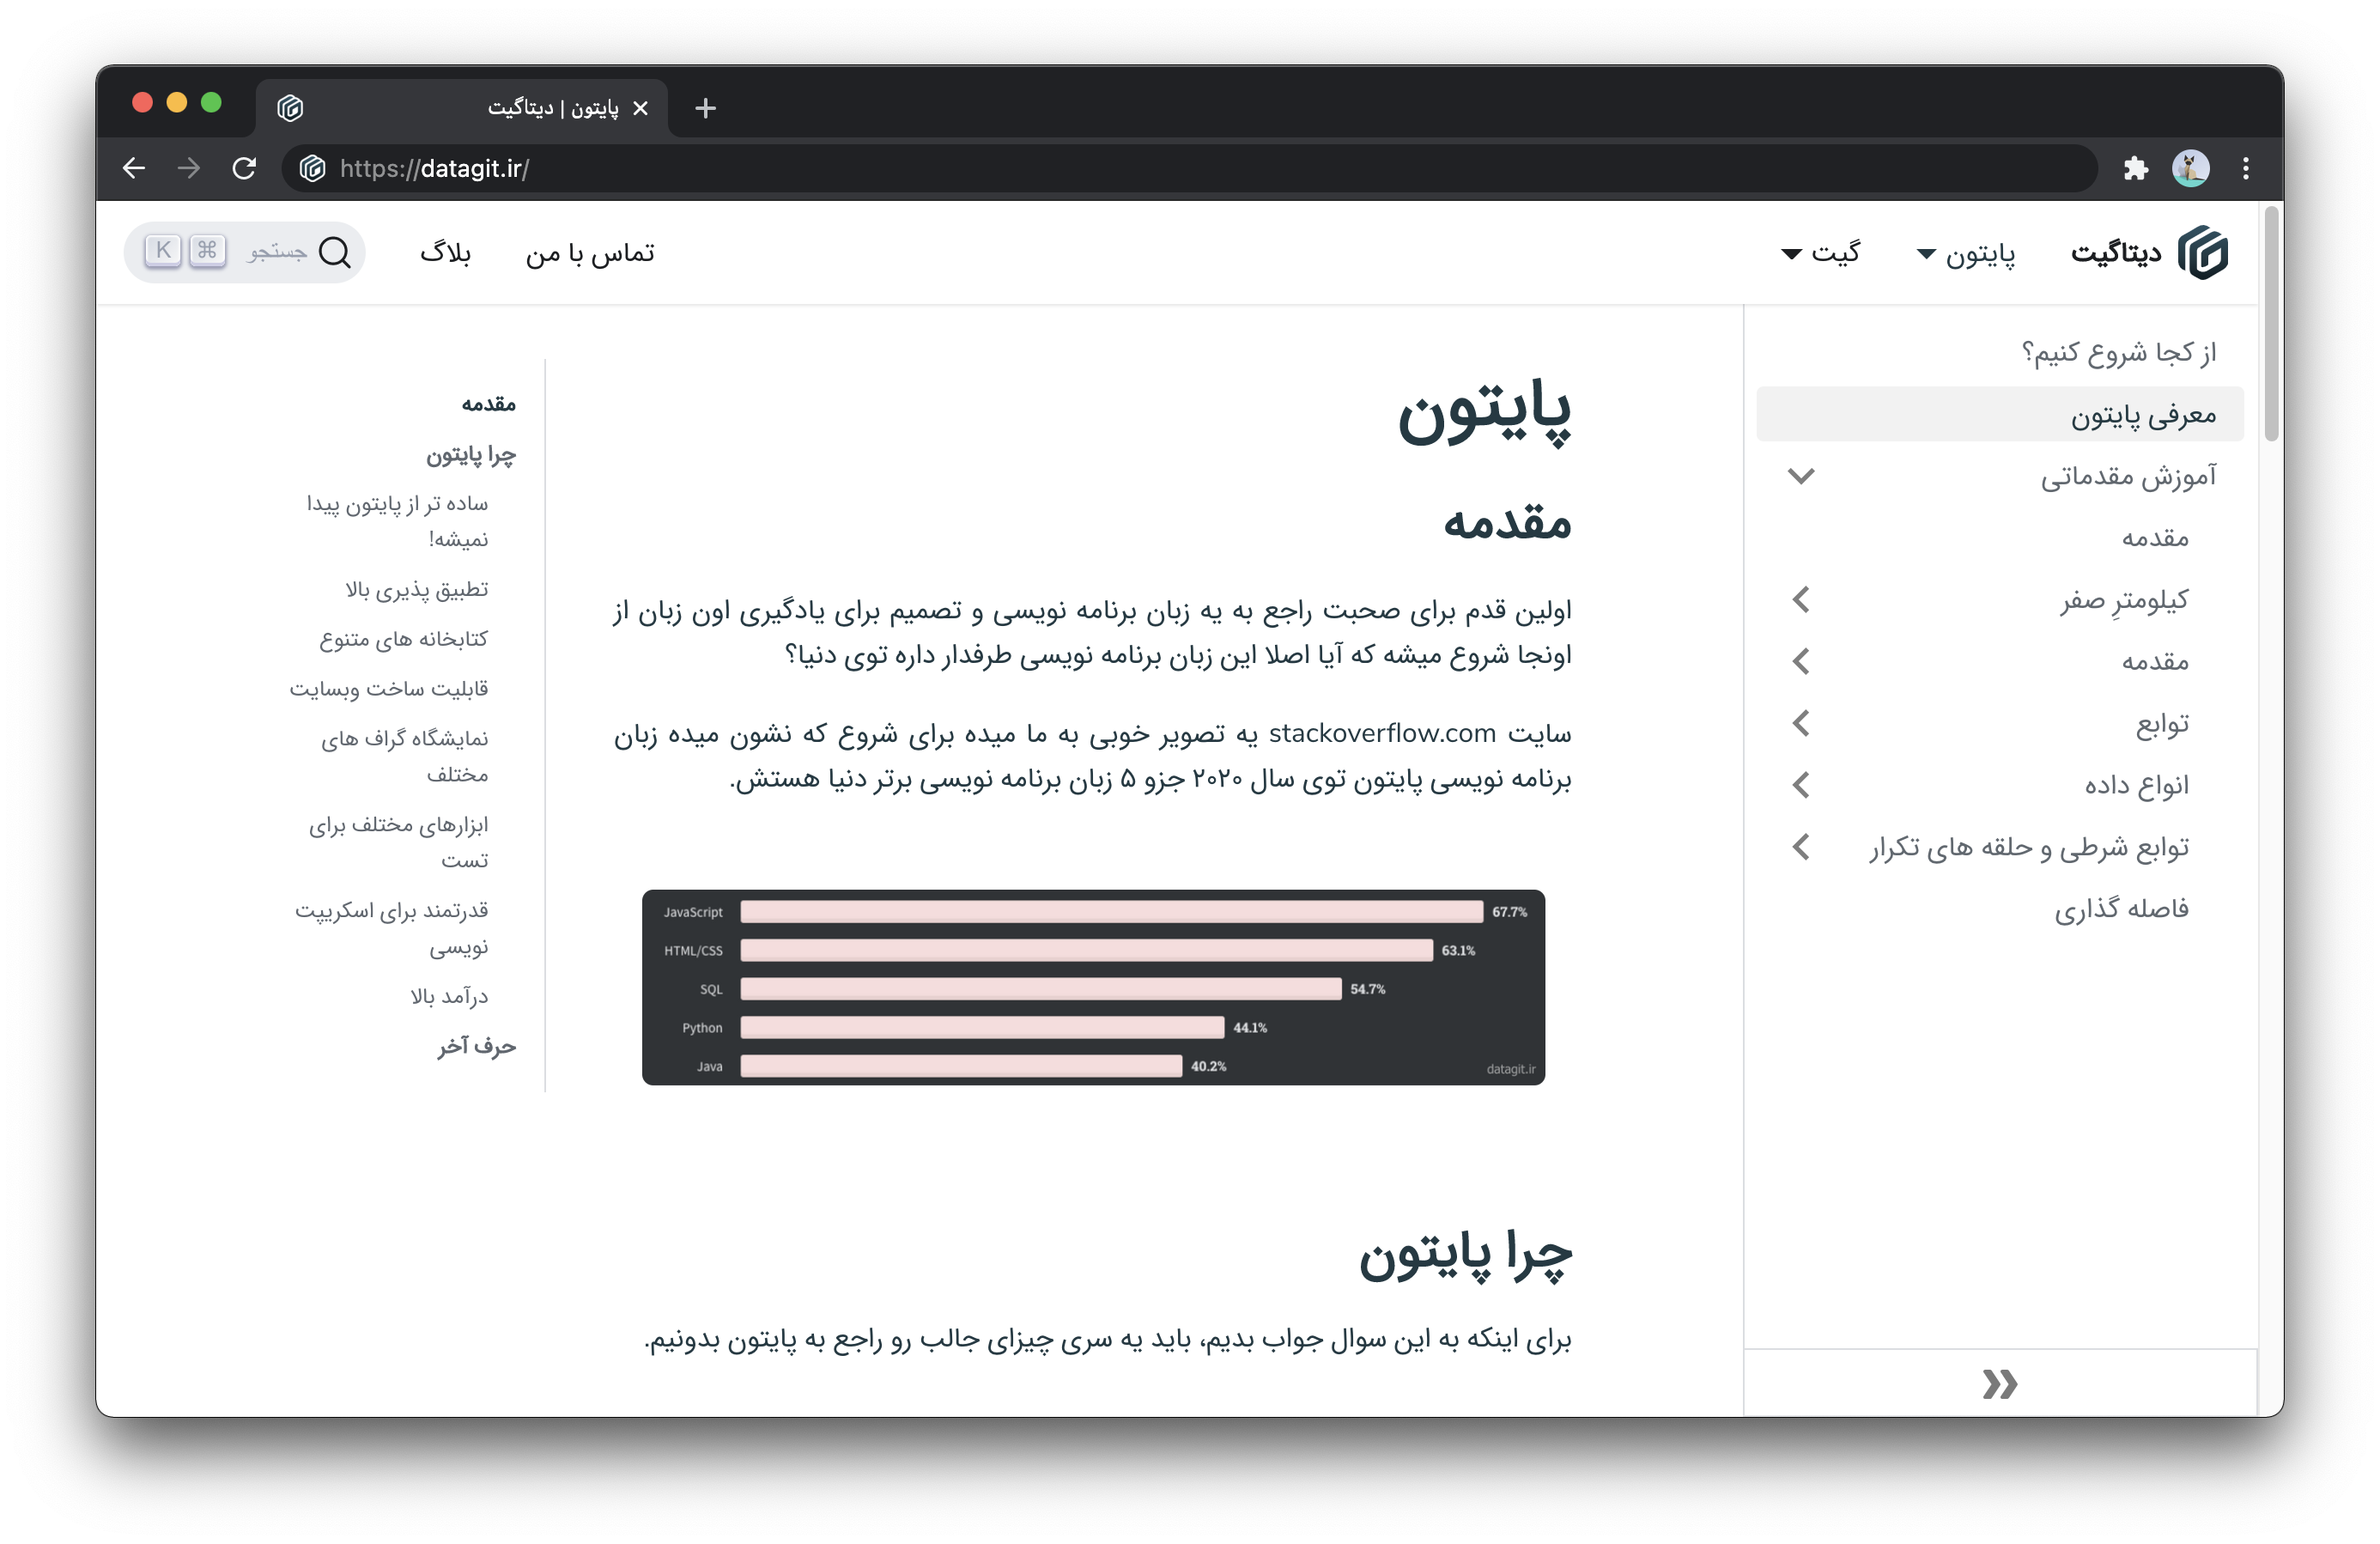 پایتون | دیتاگیت
https://datagit.ir/
دیتاگیت
پایتون
گیت
تماس با من
بلاگ
جستجو
⌘ K
از کجا شروع کنیم؟
معرفی پایتون
آموزش مقدماتی
مقدمه
کیلومترِ صفر
مقدمه
توابع
انواع داده
توابع شرطی و حلقه های تکرار
فاصله گذاری
پایتون
مقدمه
اولین قدم برای صحبت راجع به یه زبان برنامه نویسی و تصمیم برای یادگیری اون زبان از
اونجا شروع میشه که آیا اصلا این زبان برنامه نویسی طرفدار داره توی دنیا؟
سایت stackoverflow.com یه تصویر خوبی به ما میده برای شروع که نشون میده زبان
برنامه نویسی پایتون توی سال ۲۰۲۰ جزو ۵ زبان برنامه نویسی برتر دنیا هستش.
JavaScript 67.7%
HTML/CSS 63.1%
SQL 54.7%
Python 44.1%
Java 40.2%
datagit.ir
چرا پایتون
برای اینکه به این سوال جواب بدیم، باید یه سری چیزای جالب رو راجع به پایتون بدونیم.
مقدمه
چرا پایتون
ساده تر از پایتون پیدا
نمیشه!
تطبیق پذیری بالا
کتابخانه های متنوع
قابلیت ساخت وبسایت
نمایشگاه گراف های
مختلف
ابزارهای مختلف برای
تست
قدرتمند برای اسکریپت
نویسی
درآمد بالا
حرف آخر